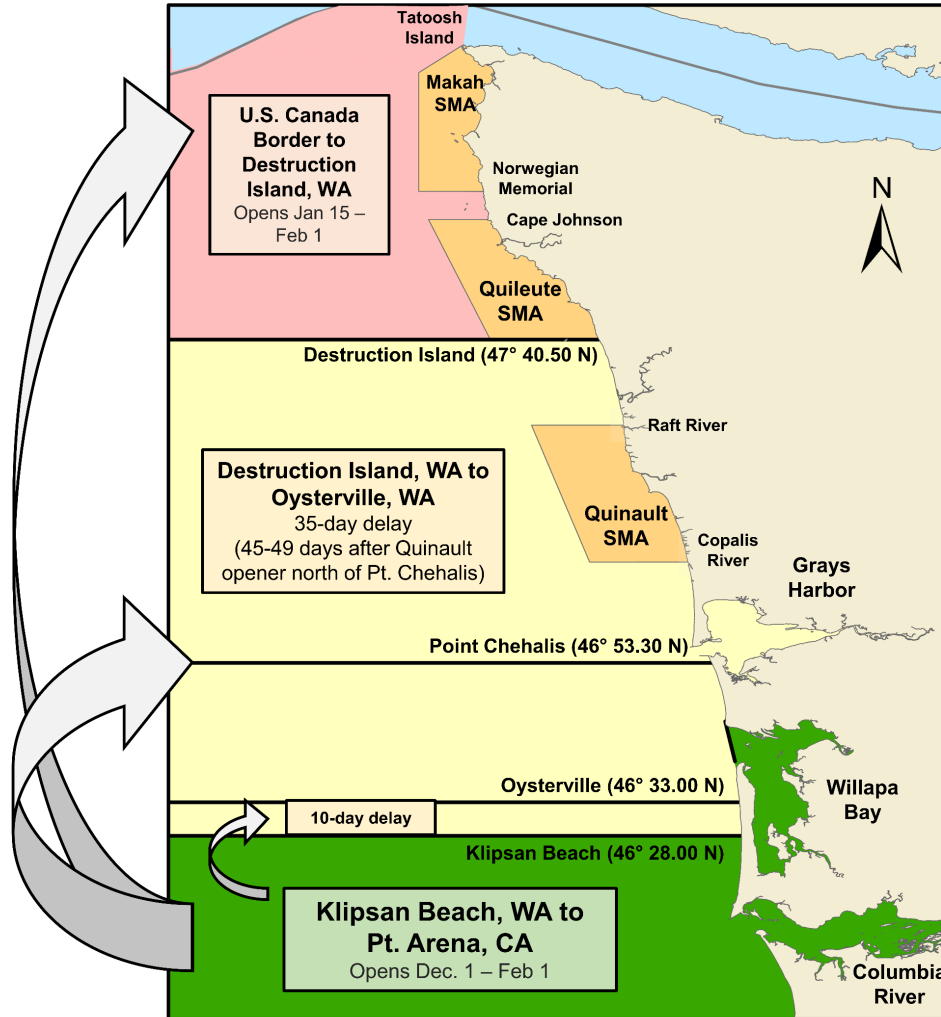 Tatoosh
Island
Makah
SMA
U.S. Canada
Border to
Destruction
Island, WA
Opens Jan 15 –
Feb 1
Norwegian
Memorial
N
Cape Johnson
Quileute
SMA
Destruction Island (47° 40.50 N)
Raft River
Destruction Island, WA to
Oysterville, WA
35-day delay
(45-49 days after Quinault
opener north of Pt. Chehalis)
Quinault
SMA
Copalis
River
Grays
Harbor
Point Chehalis (46° 53.30 N)
Oysterville (46° 33.00 N)
Willapa
Bay
10-day delay
Klipsan Beach (46° 28.00 N)
Klipsan Beach, WA to
Pt. Arena, CA
Opens Dec. 1 – Feb 1
Columbia
River